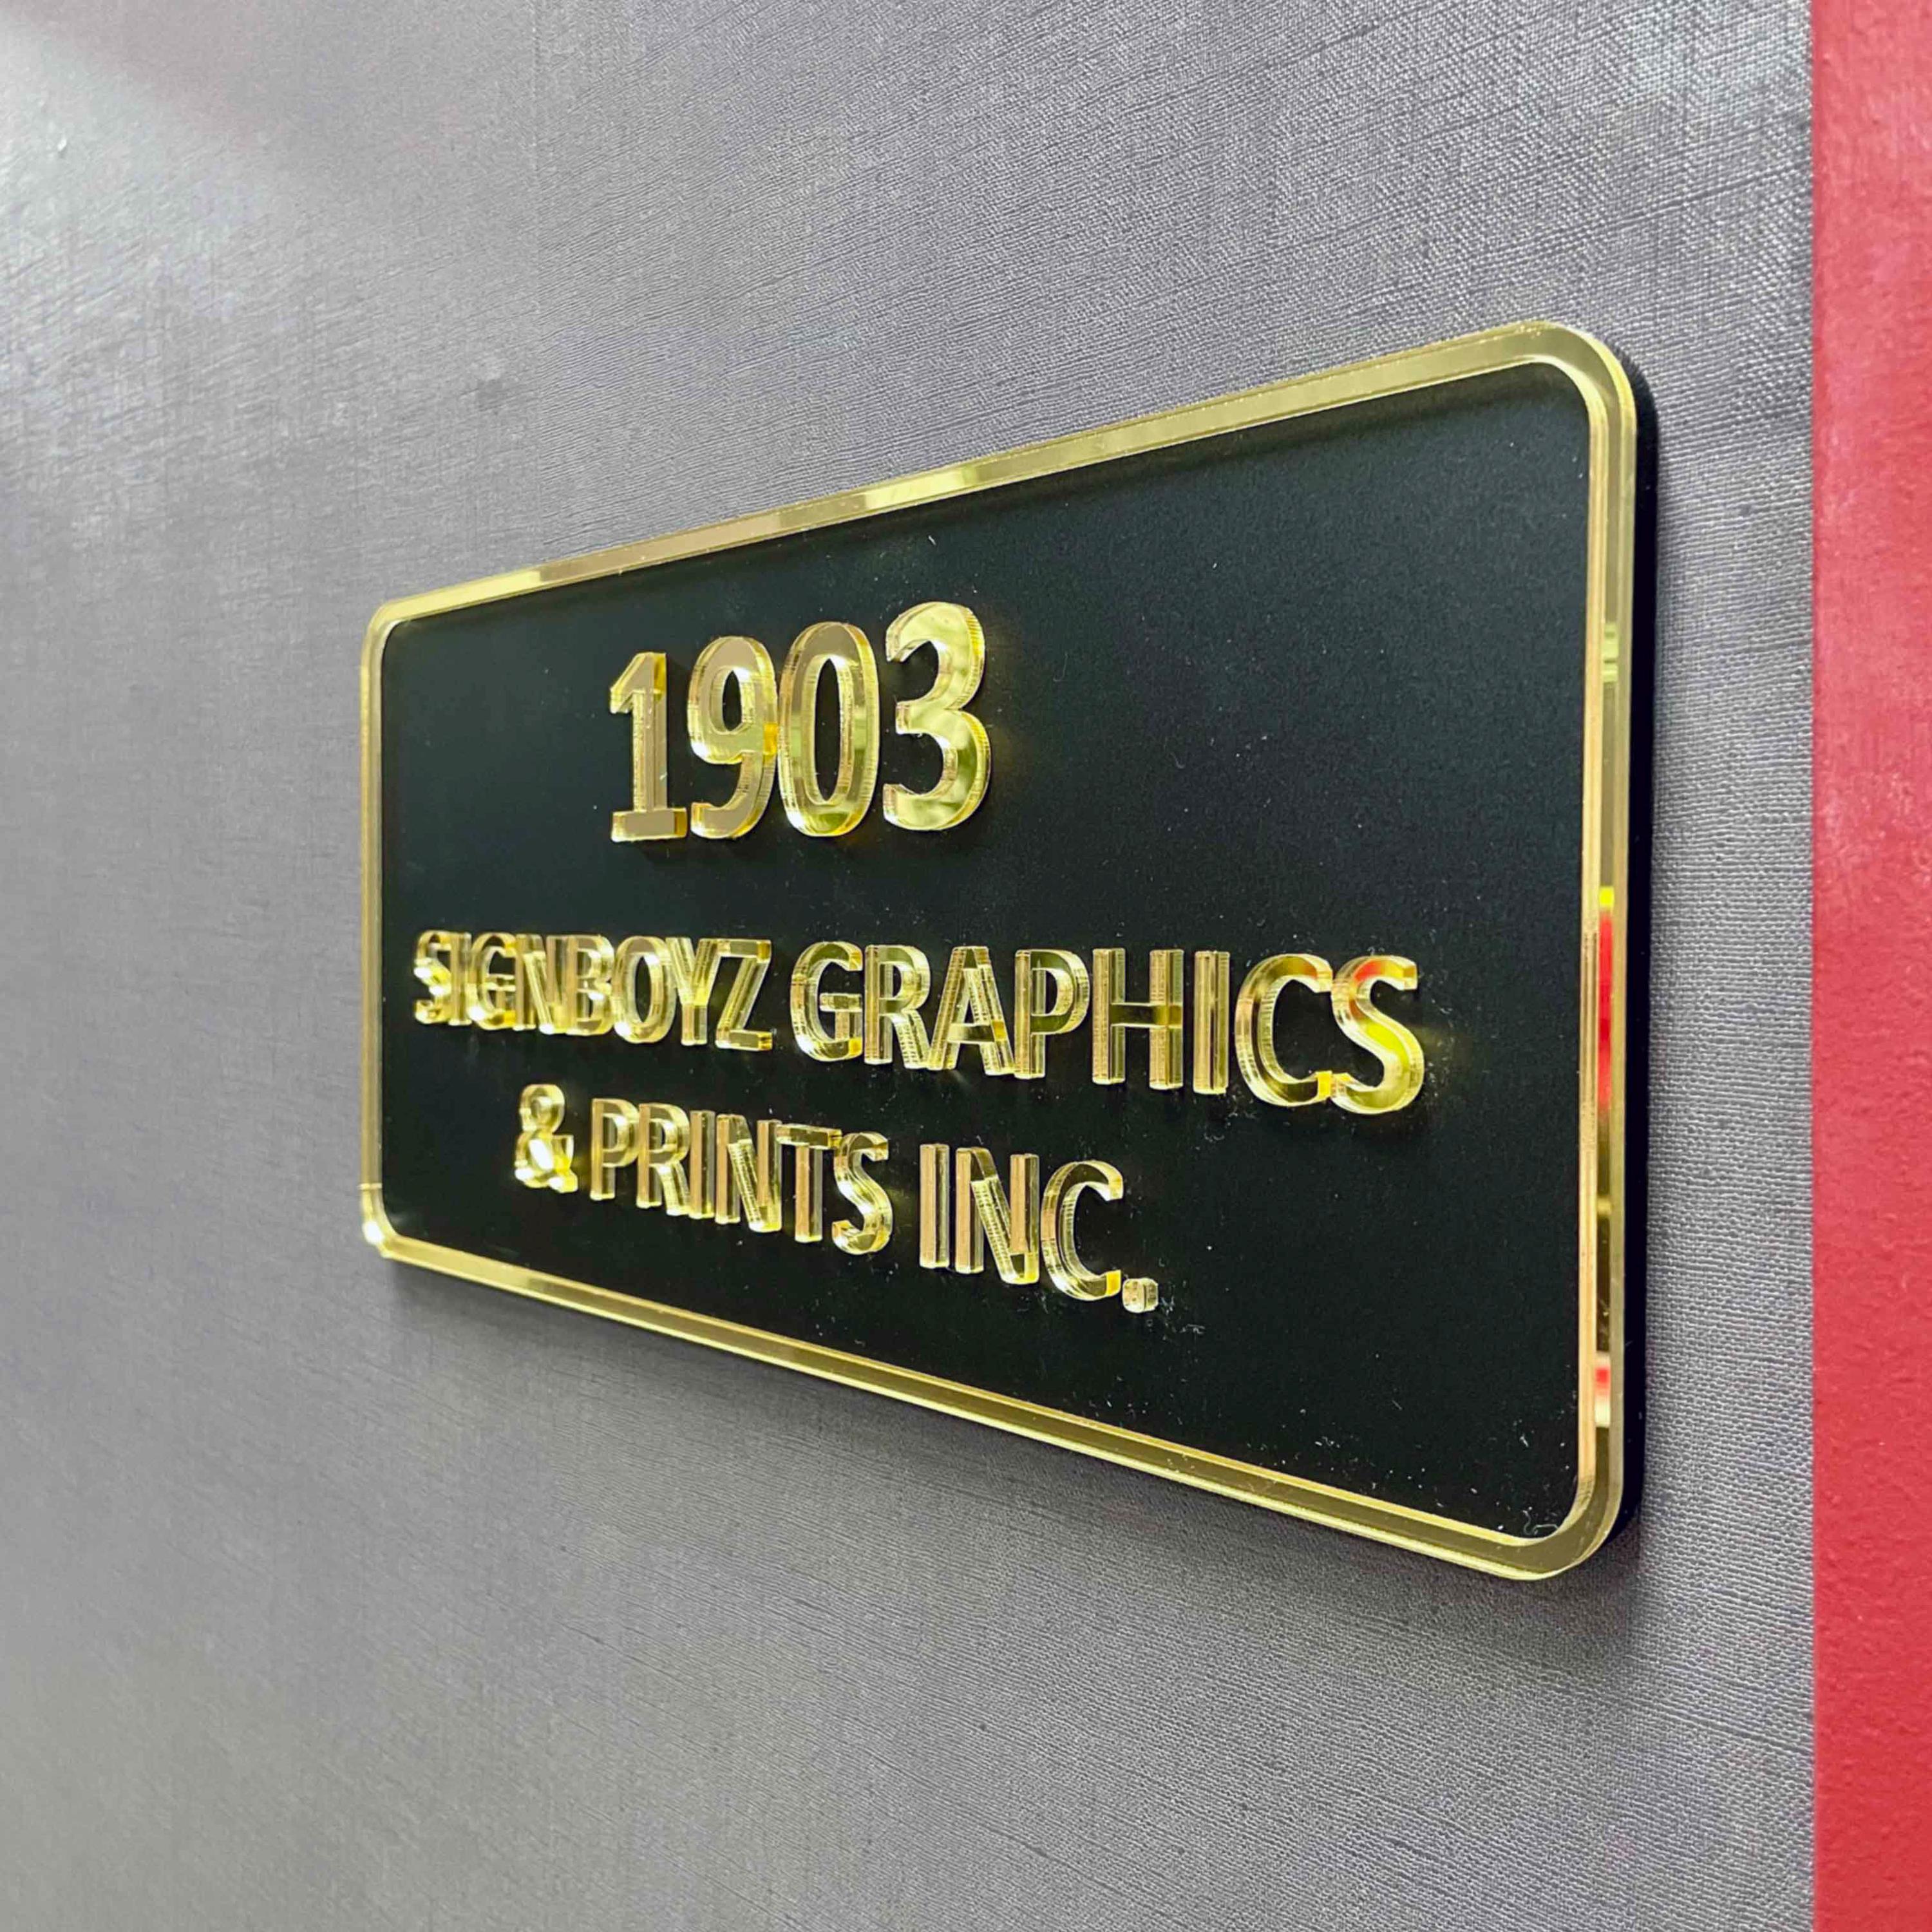 1903
SIGNBOYZ GRAPHICS
& PRINTS INC.